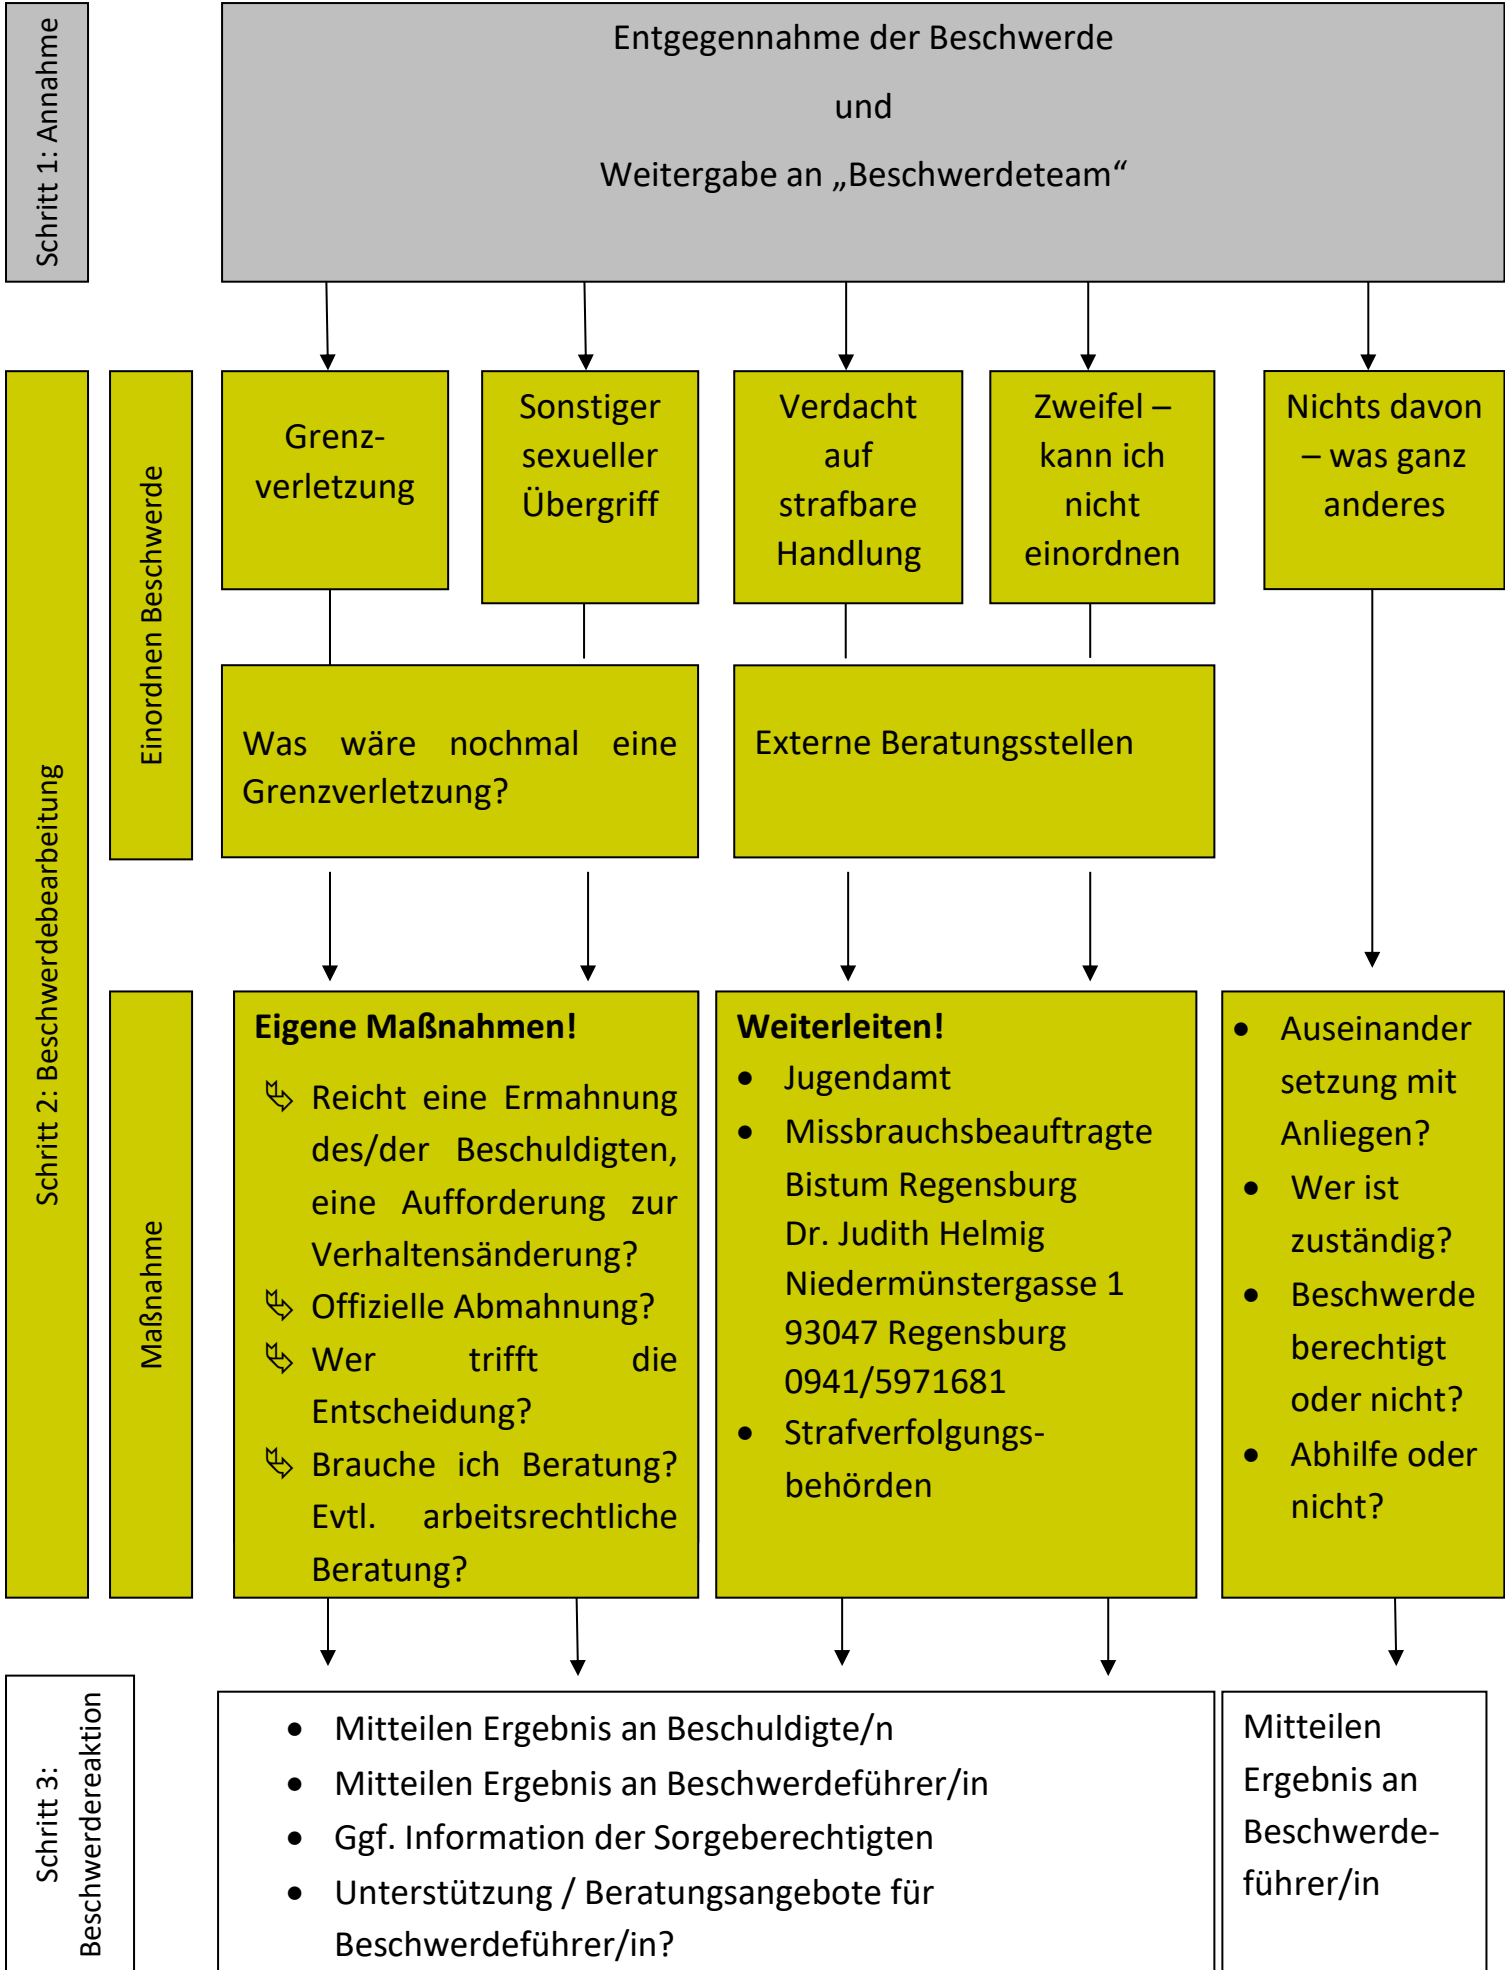 Schritt 1: Annahme
Entgegennahme der Beschwerde
und
Weitergabe an „Beschwerdeteam“
Schritt 2: Beschwerdebearbeitung
Einordnen Beschwerde
Grenz-
verletzung
Sonstiger
sexueller
Übergriff
Verdacht
auf
strafbare
Handlung
Zweifel –
kann ich
nicht
einordnen
Nichts davon
– was ganz
anderes
Was wäre nochmal eine
Grenzverletzung?
Externe Beratungsstellen
Maßnahme
Eigene Maßnahmen!
Reicht eine Ermahnung
des/der Beschuldigten,
eine Aufforderung zur
Verhaltensänderung?
Offizielle Abmahnung?
Wer trifft die
Entscheidung?
Brauche ich Beratung?
Evtl. arbeitsrechtliche
Beratung?
Weiterleiten!
• Jugendamt
• Missbrauchsbeauftragte
Bistum Regensburg
Dr. Judith Helmig
Niedermünstergasse 1
93047 Regensburg
0941/5971681
• Strafverfolgungs-
behörden
• Auseinander
setzung mit
Anliegen?
• Wer ist
zuständig?
• Beschwerde
berechtigt
oder nicht?
• Abhilfe oder
nicht?
Schritt 3:
Beschwerdereaktion
• Mitteilen Ergebnis an Beschuldigte/n
• Mitteilen Ergebnis an Beschwerdeführer/in
• Ggf. Information der Sorgeberechtigten
• Unterstützung / Beratungsangebote für
Beschwerdeführer/in?
Mitteilen
Ergebnis an
Beschwerde-
führer/in